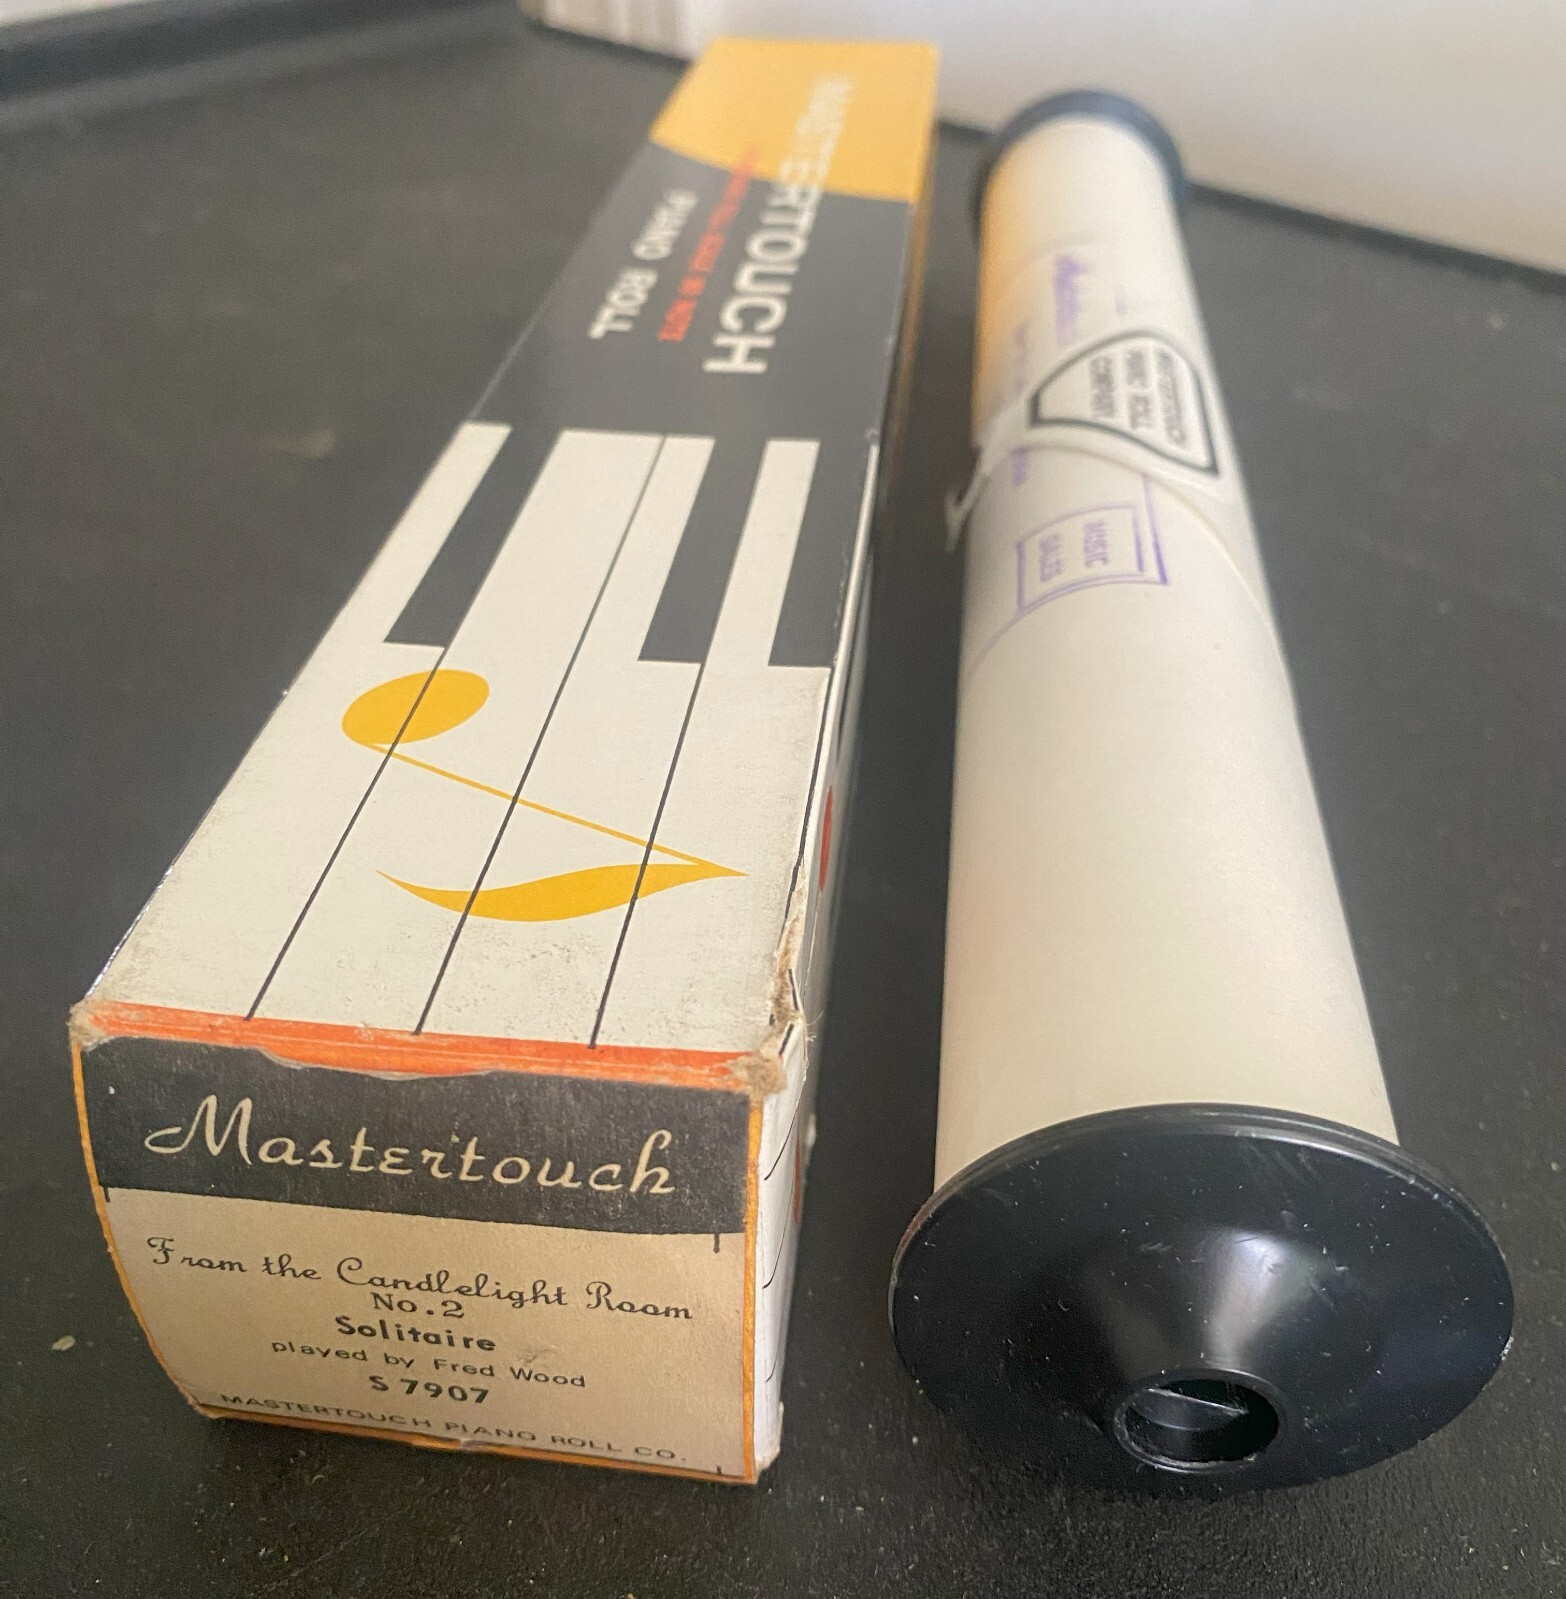 MASTERTOUCH
PIANO ROLL
Mastertouch
From the Candlelight Room
No.2
Solitaire
played by Fred Wood
S 7907
MASTERTOUCH PIANO ROLL CO.
MASTERTOUCH
PIANO ROLL
COMPANY
MUSIC
SALES